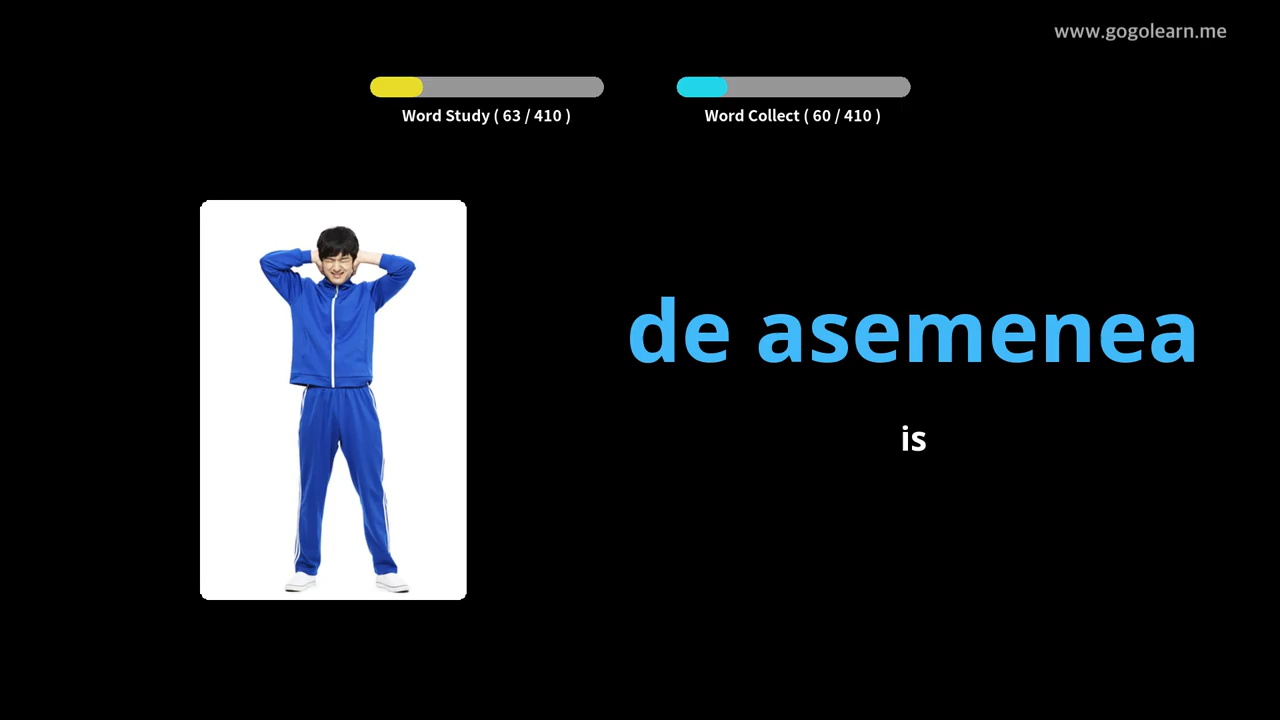 www.gogolearn.me
Word Study ( 63 / 410 )
Word Collect ( 60 / 410 )
de asemenea
is